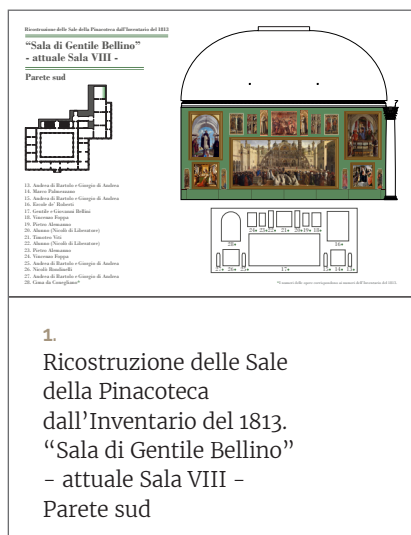 Ricostruzione delle Sale della Pinacoteca dall'Inventario del 1813
“Sala di Gentile Bellino”
- attuale Sala VIII -
Parete sud
13. Andrea di Bartolo e Giorgio di Andrea
14. Marco Palmezzano
15. Andrea di Bartolo e Giorgio di Andrea
16. Ercole de' Roberti
17. Gentile e Giovanni Bellini
18. Vincenzo Foppa
19. Pietro Alemanno
20. Alunno (Nicolò di Liberatore)
21. Timoteo Viti
22. Alunno (Nicolò di Liberatore)
23. Pietro Alemanno
24. Vincenzo Foppa
25. Andrea di Bartolo e Giorgio di Andrea
26. Nicolò Rondinelli
27. Andrea di Bartolo e Giorgio di Andrea
28. Cima da Conegliano*
1.
Ricostruzione delle Sale
della Pinacoteca
dall’Inventario del 1813.
“Sala di Gentile Bellino”
- attuale Sala VIII -
Parete sud